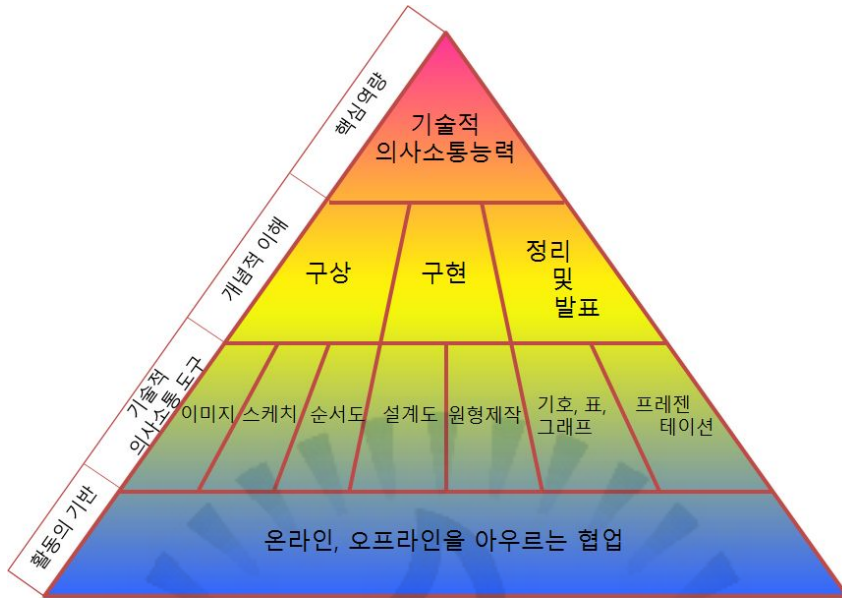 핵심역량
기술적
의사소통능력
개념적 이해
구상
구현
정리
및
발표
기술적
의사소통 도구
이미지
스케치
순서도
설계도
원형제작
기호, 표,
그래프
프레젠
테이션
활동의 기반
온라인, 오프라인을 아우르는 협업